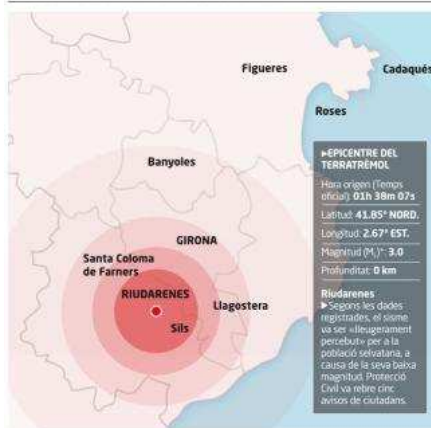 Figueres
Cadaqués
Roses
Banyoles
GIRONA
Santa Coloma
de Farners
RIUDARENES
Llagostera
Sils
▸EPICENTRE DEL
TERRATRÈMOL
Hora origen (Temps
oficial): 01h 38m 07s
Latitud: 41.85° NORD.
Longitud: 2.67° EST.
Magnitud (ML)*: 3.0
Profunditat: 0 km
Riudarenes
▸Segons les dades
registrades, el sisme
va ser «lleugerament
percebut» per a la
població selvatana, a
causa de la seva baixa
magnitud. Protecció
Civil va rebre cinc
avisos de ciutadans.